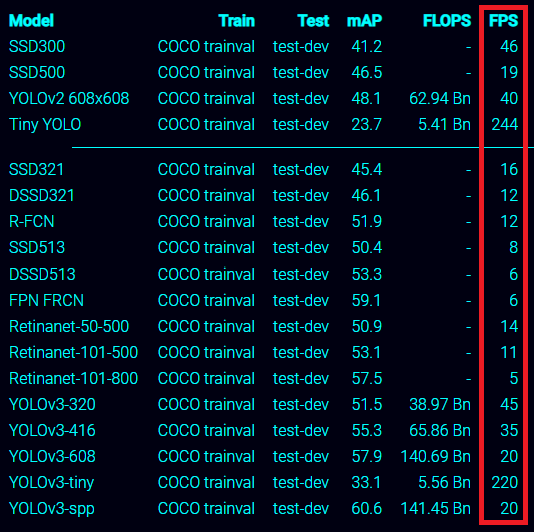 Model Train Test mAP FLOPS FPS
SSD300 COCO trainval test-dev 41.2 - 46
SSD500 COCO trainval test-dev 46.5 - 19
YOLOv2 608x608 COCO trainval test-dev 48.1 62.94 Bn 40
Tiny YOLO COCO trainval test-dev 23.7 5.41 Bn 244
SSD321 COCO trainval test-dev 45.4 - 16
DSSD321 COCO trainval test-dev 46.1 - 12
R-FCN COCO trainval test-dev 51.9 - 12
SSD513 COCO trainval test-dev 50.4 - 8
DSSD513 COCO trainval test-dev 53.3 - 6
FPN FRCN COCO trainval test-dev 59.1 - 6
Retinanet-50-500 COCO trainval test-dev 50.9 - 14
Retinanet-101-500 COCO trainval test-dev 53.1 - 11
Retinanet-101-800 COCO trainval test-dev 57.5 - 5
YOLOv3-320 COCO trainval test-dev 51.5 38.97 Bn 45
YOLOv3-416 COCO trainval test-dev 55.3 65.86 Bn 35
YOLOv3-608 COCO trainval test-dev 57.9 140.69 Bn 20
YOLOv3-tiny COCO trainval test-dev 33.1 5.56 Bn 220
YOLOv3-spp COCO trainval test-dev 60.6 141.45 Bn 20